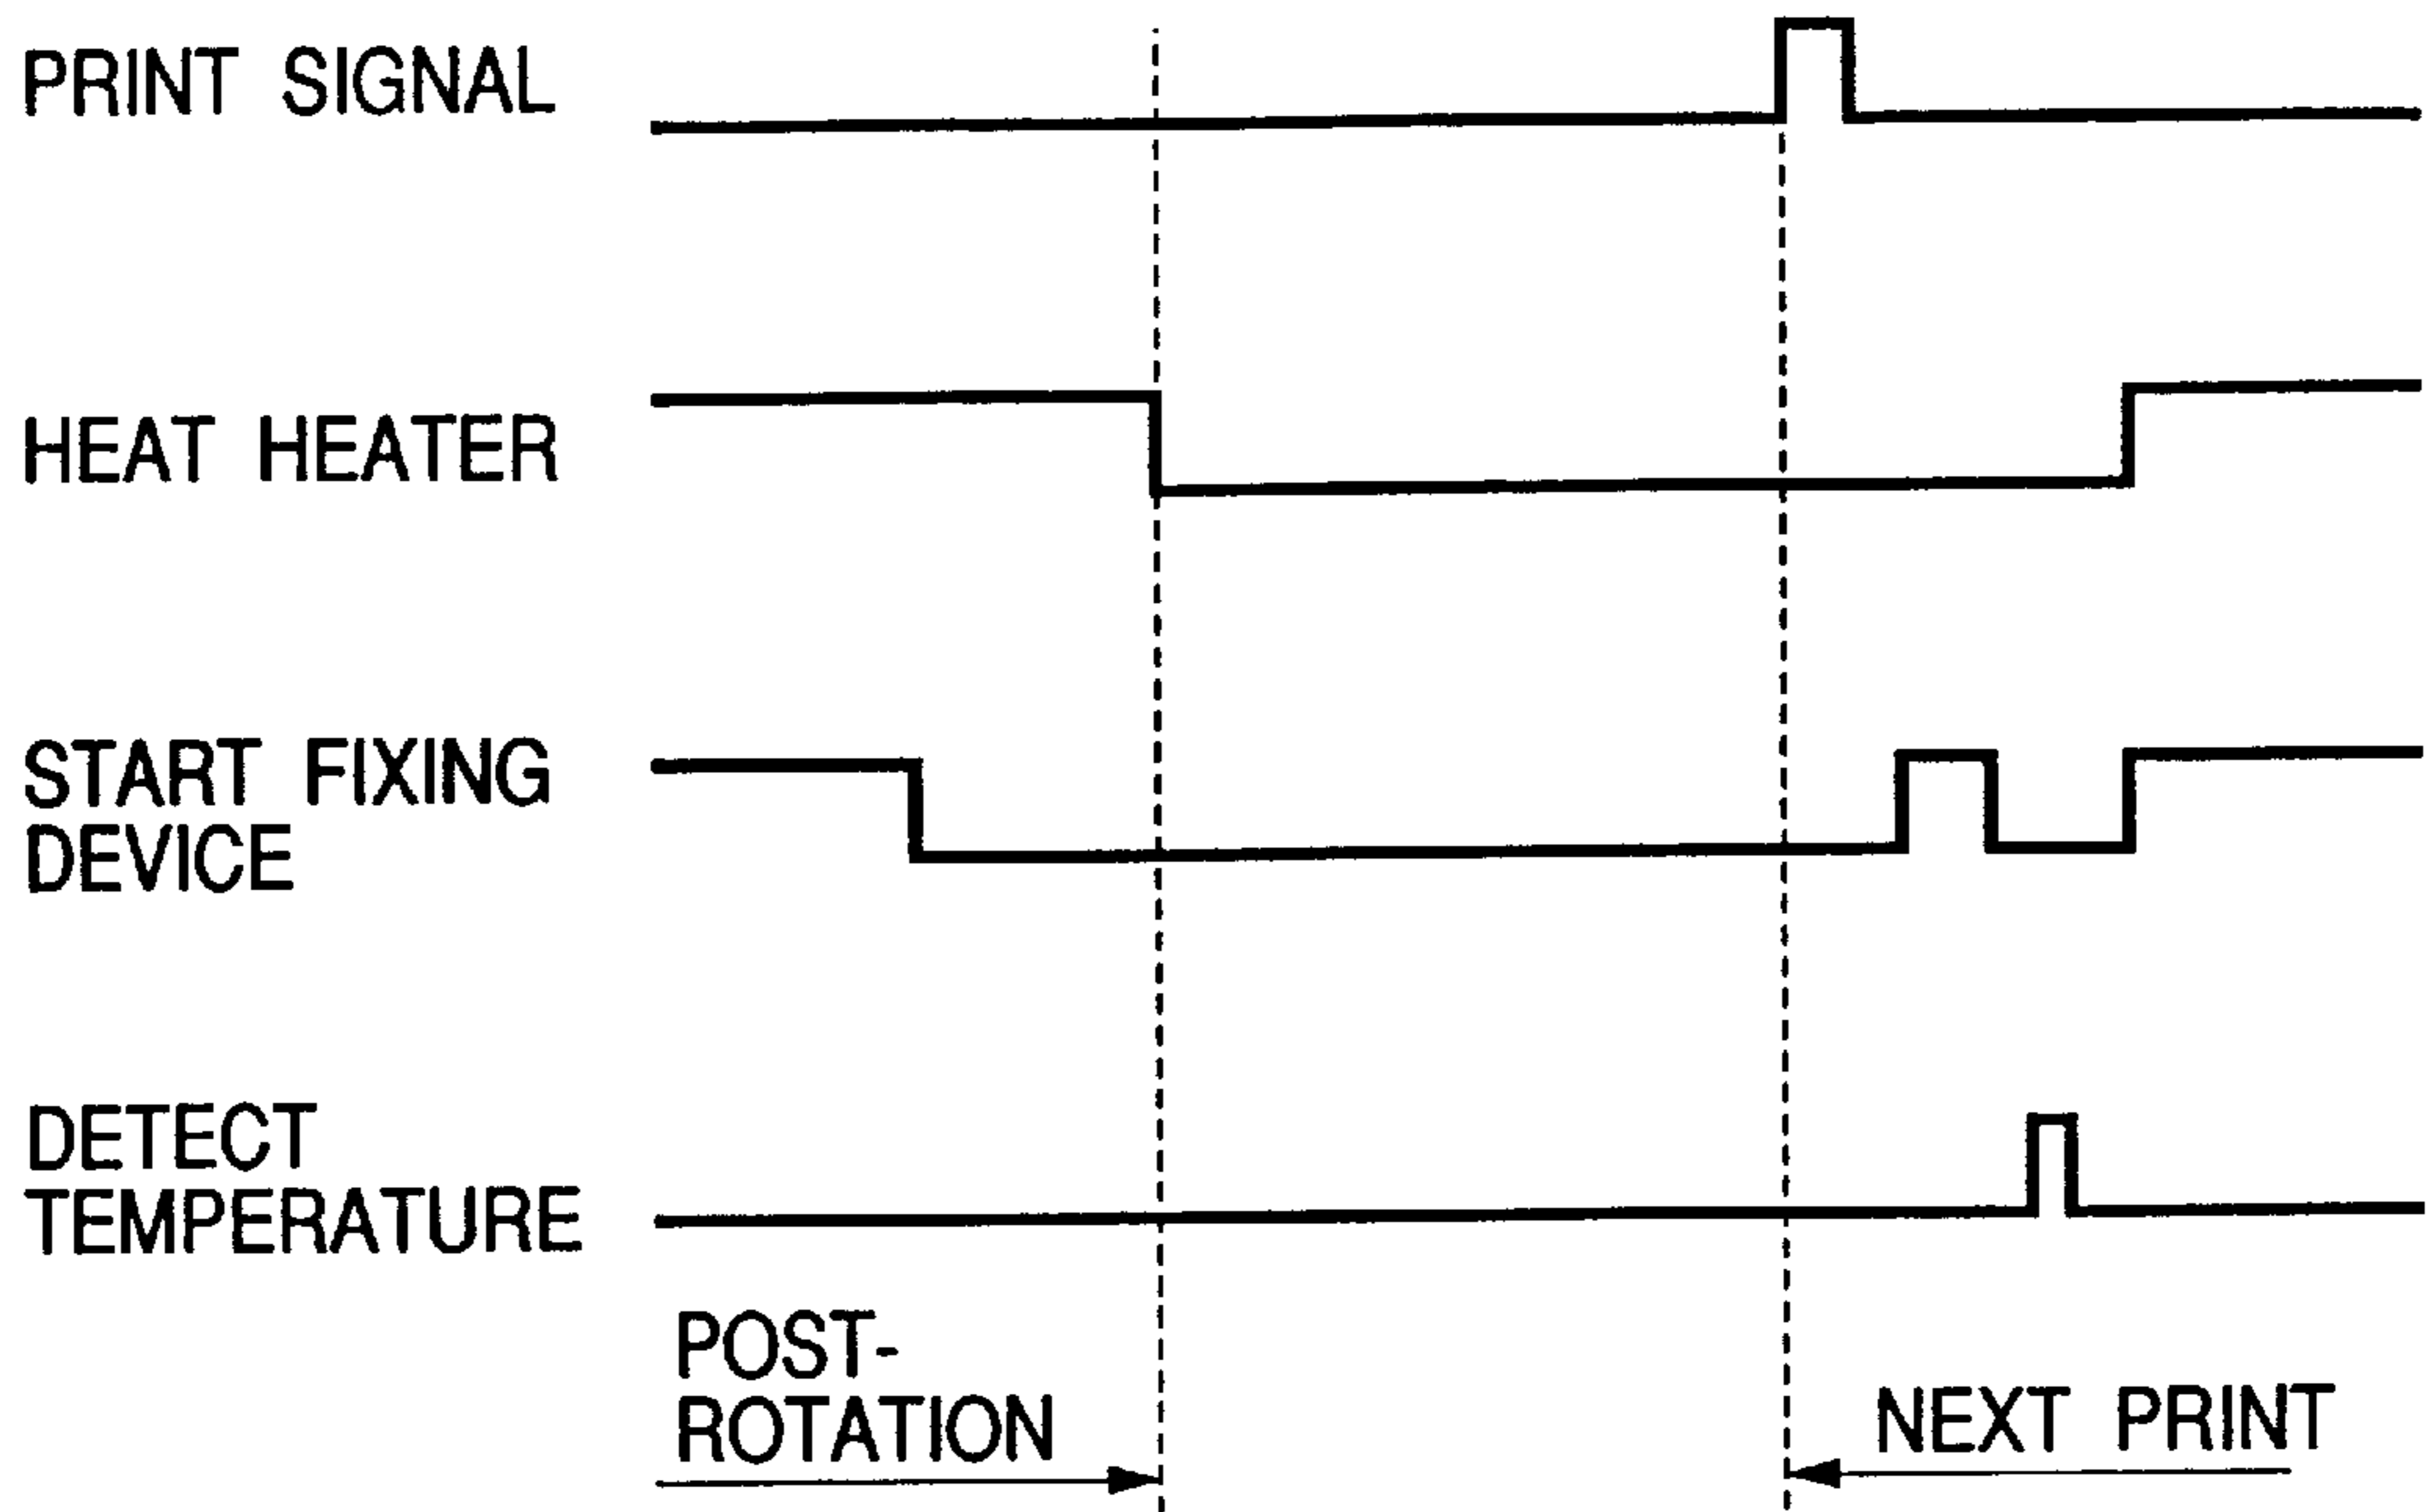 PRINT SIGNAL
HEAT HEATER
START FIXING
DEVICE
DETECT
TEMPERATURE
POST-
ROTATION
NEXT PRINT